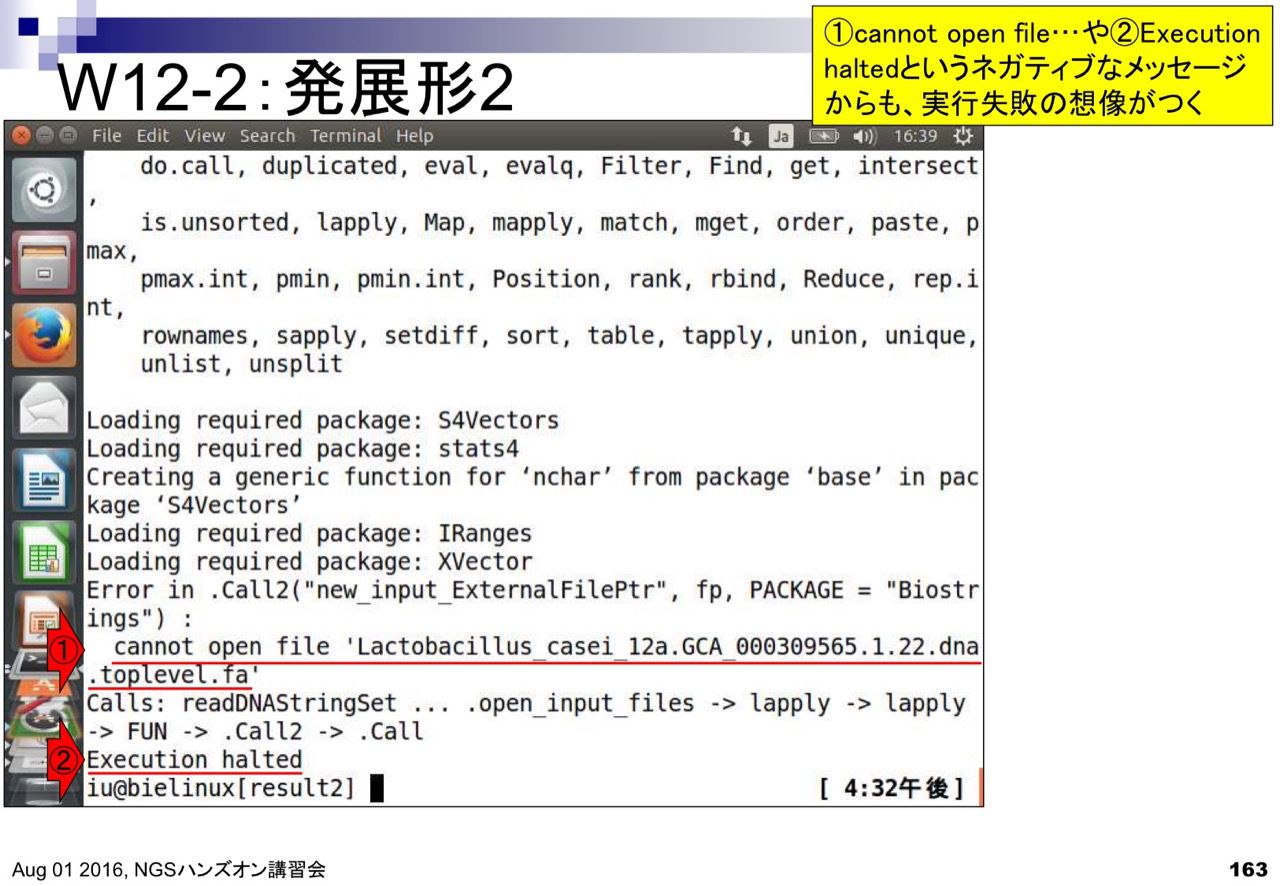 ①cannot open file…や②Execution
haltedというネガティブなメッセージ
からも、実行失敗の想像がつく
W12-2：発展形2
File Edit View Search Terminal Help
Ja
16:39
do.call, duplicated, eval, evalq, Filter, Find, get, intersect
,
is.unsorted, lapply, Map, mapply, match, mget, order, paste, p
max,
pmax.int, pmin, pmin.int, Position, rank, rbind, Reduce, rep.i
nt,
rownames, sapply, setdiff, sort, table, tapply, union, unique,
unlist, unsplit
Loading required package: S4Vectors
Loading required package: stats4
Creating a generic function for ‘nchar’ from package ‘base’ in pac
kage ‘S4Vectors’
Loading required package: IRanges
Loading required package: XVector
Error in .Call2("new_input_ExternalFilePtr", fp, PACKAGE = "Biostr
ings") :
① cannot open file 'Lactobacillus_casei_12a.GCA_000309565.1.22.dna
.toplevel.fa'
Calls: readDNAStringSet ... .open_input_files -> lapply -> lapply
-> FUN -> .Call2 -> .Call
② Execution halted
iu@bielinux[result2] [ 4:32午後]
Aug 01 2016, NGSハンズオン講習会
163